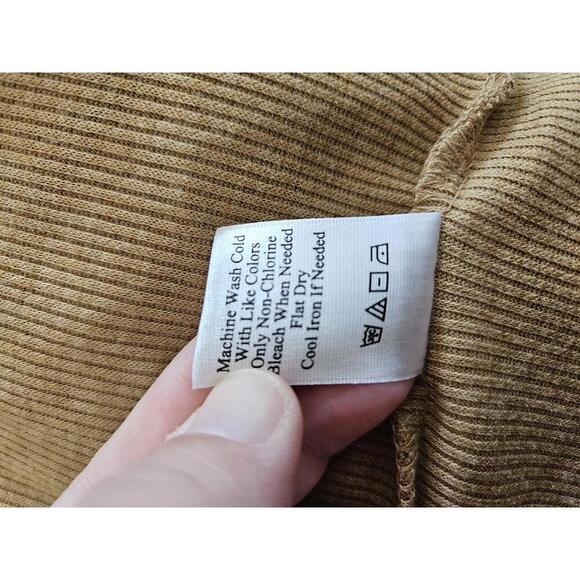 Machine Wash Cold
With Like Colors
Only Non-Chlorine
Bleach When Needed
Flat Dry
Cool Iron If Needed